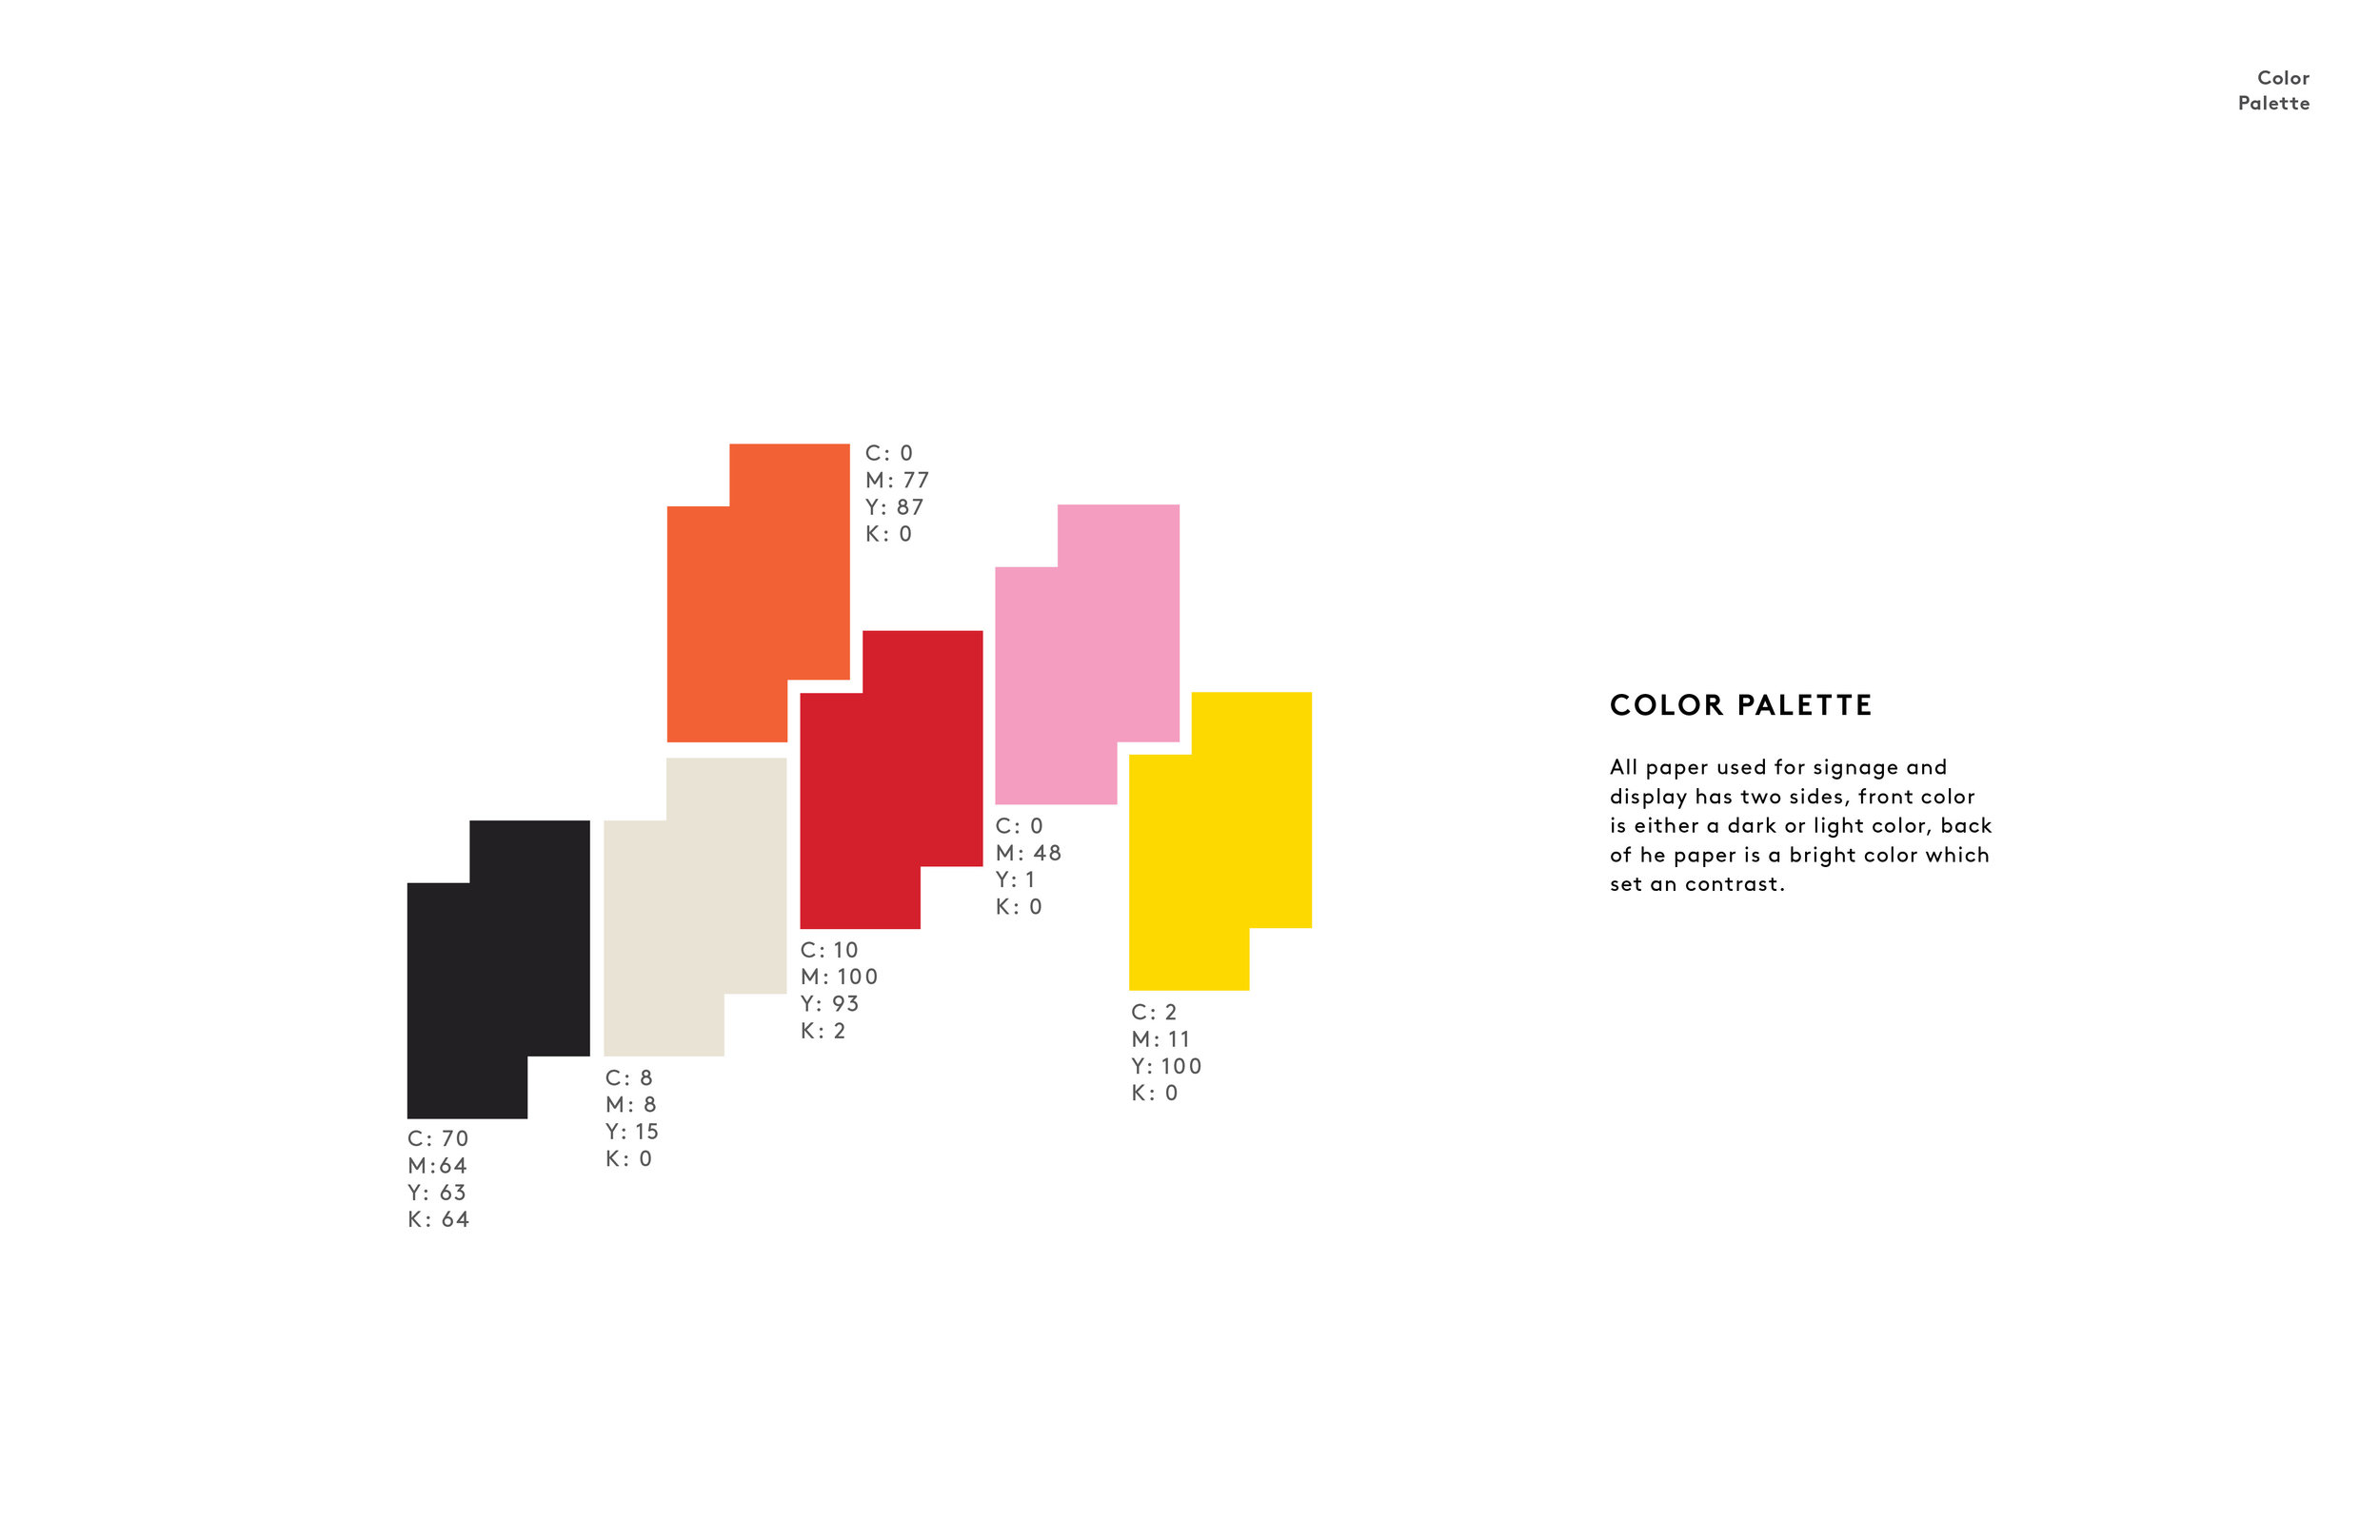 Color
Palette
C: 0
M: 77
Y: 87
K: 0
C: 0
M: 48
Y: 1
K: 0
C: 10
M: 100
Y: 93
K: 2
C: 2
M: 11
Y: 100
K: 0
C: 8
M: 8
Y: 15
K: 0
C: 70
M:64
Y: 63
K: 64
COLOR PALETTE
All paper used for signage and
display has two sides, front color
is either a dark or light color, back
of he paper is a bright color which
set an contrast.